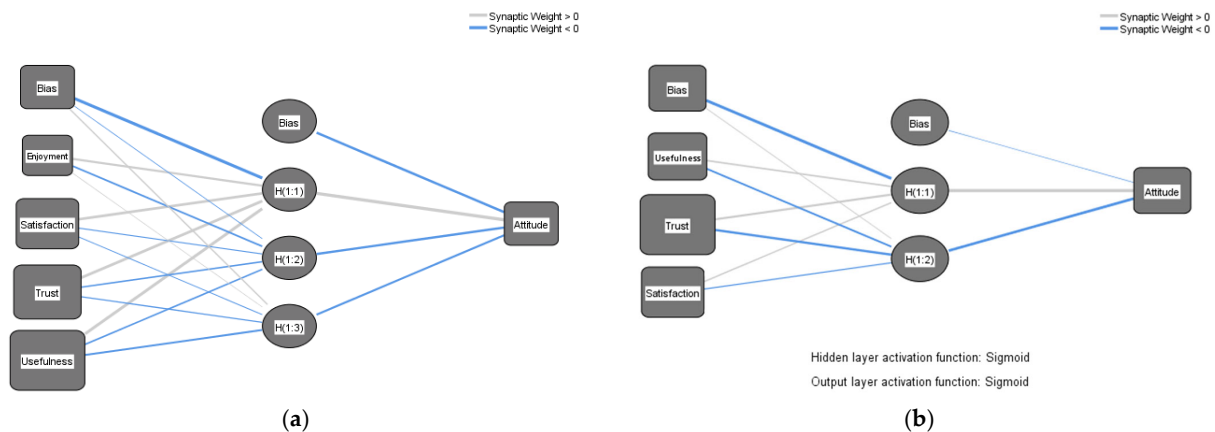 Synaptic Weight > 0
Synaptic Weight < 0
Bias
Enjoyment
Satisfaction
Trust
Usefulness
Bias
H(1:1)
H(1:2)
H(1:3)
Attitude
(a)
Synaptic Weight > 0
Synaptic Weight < 0
Bias
Usefulness
Trust
Satisfaction
Bias
H(1:1)
H(1:2)
Attitude
Hidden layer activation function: Sigmoid
Output layer activation function: Sigmoid
(b)